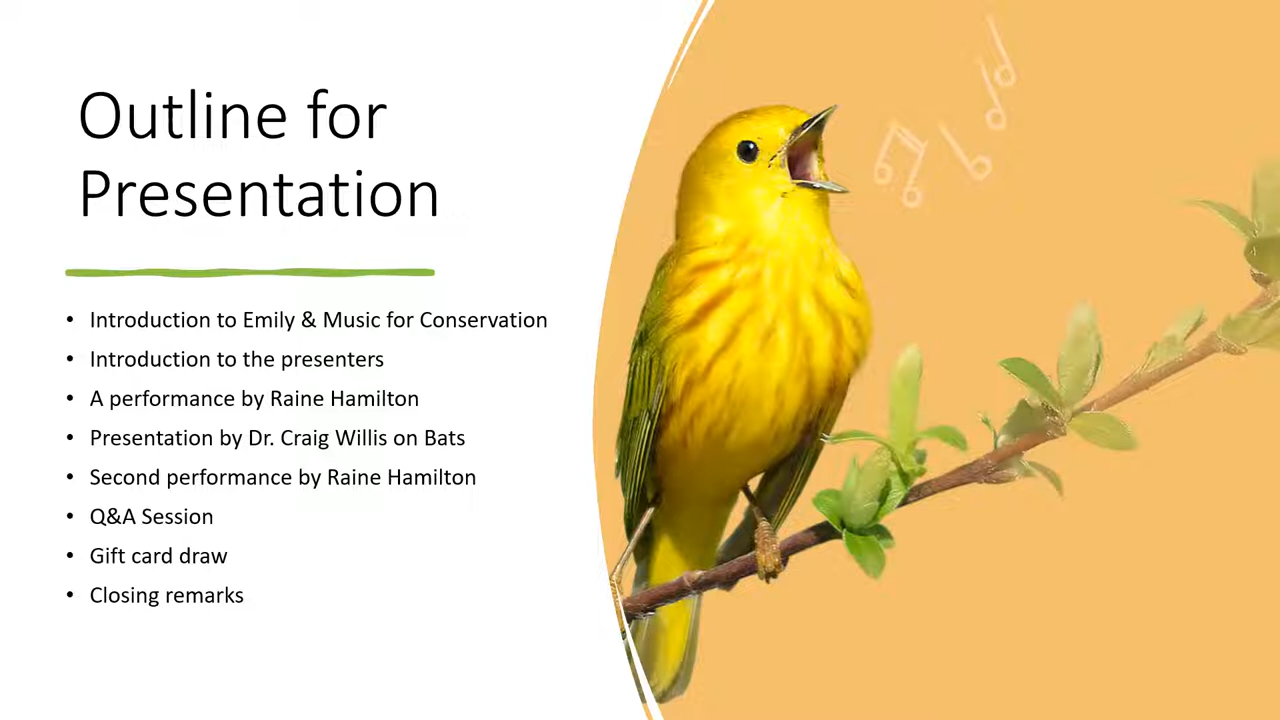 Outline for
Presentation
• Introduction to Emily & Music for Conservation
• Introduction to the presenters
• A performance by Raine Hamilton
• Presentation by Dr. Craig Willis on Bats
• Second performance by Raine Hamilton
• Q&A Session
• Gift card draw
• Closing remarks